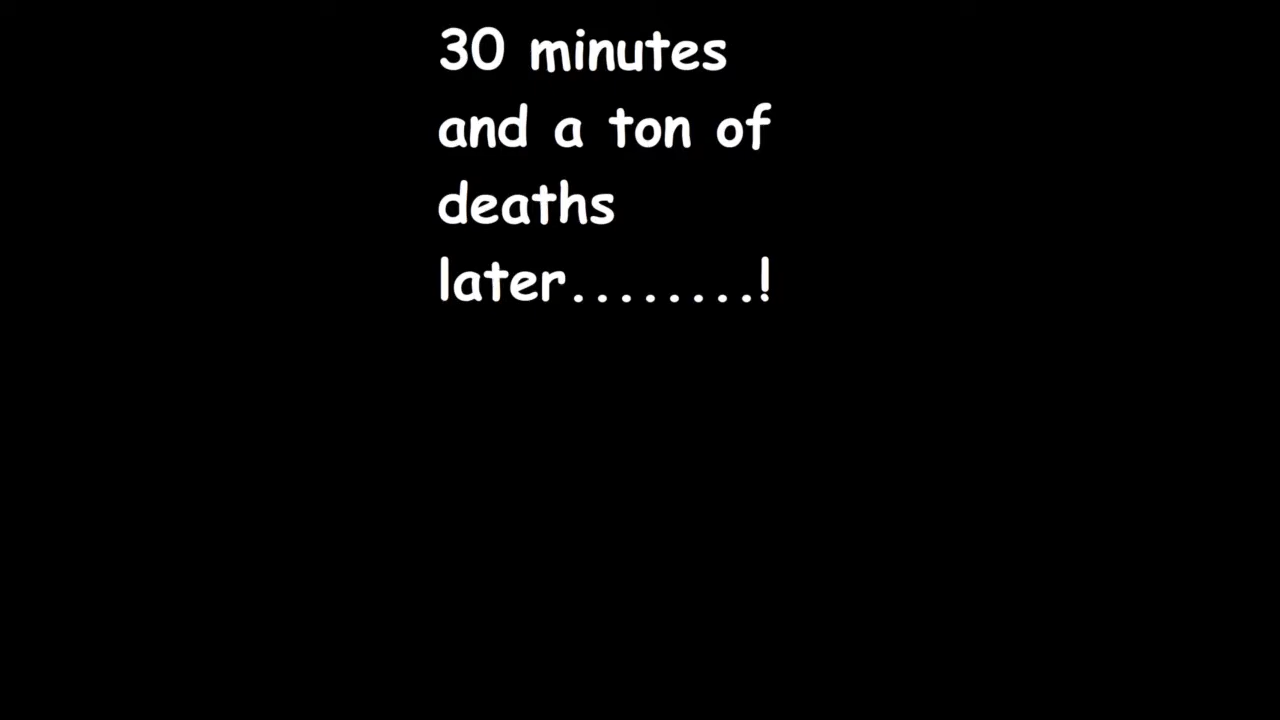 30 minutes
and a ton of
deaths
later........!